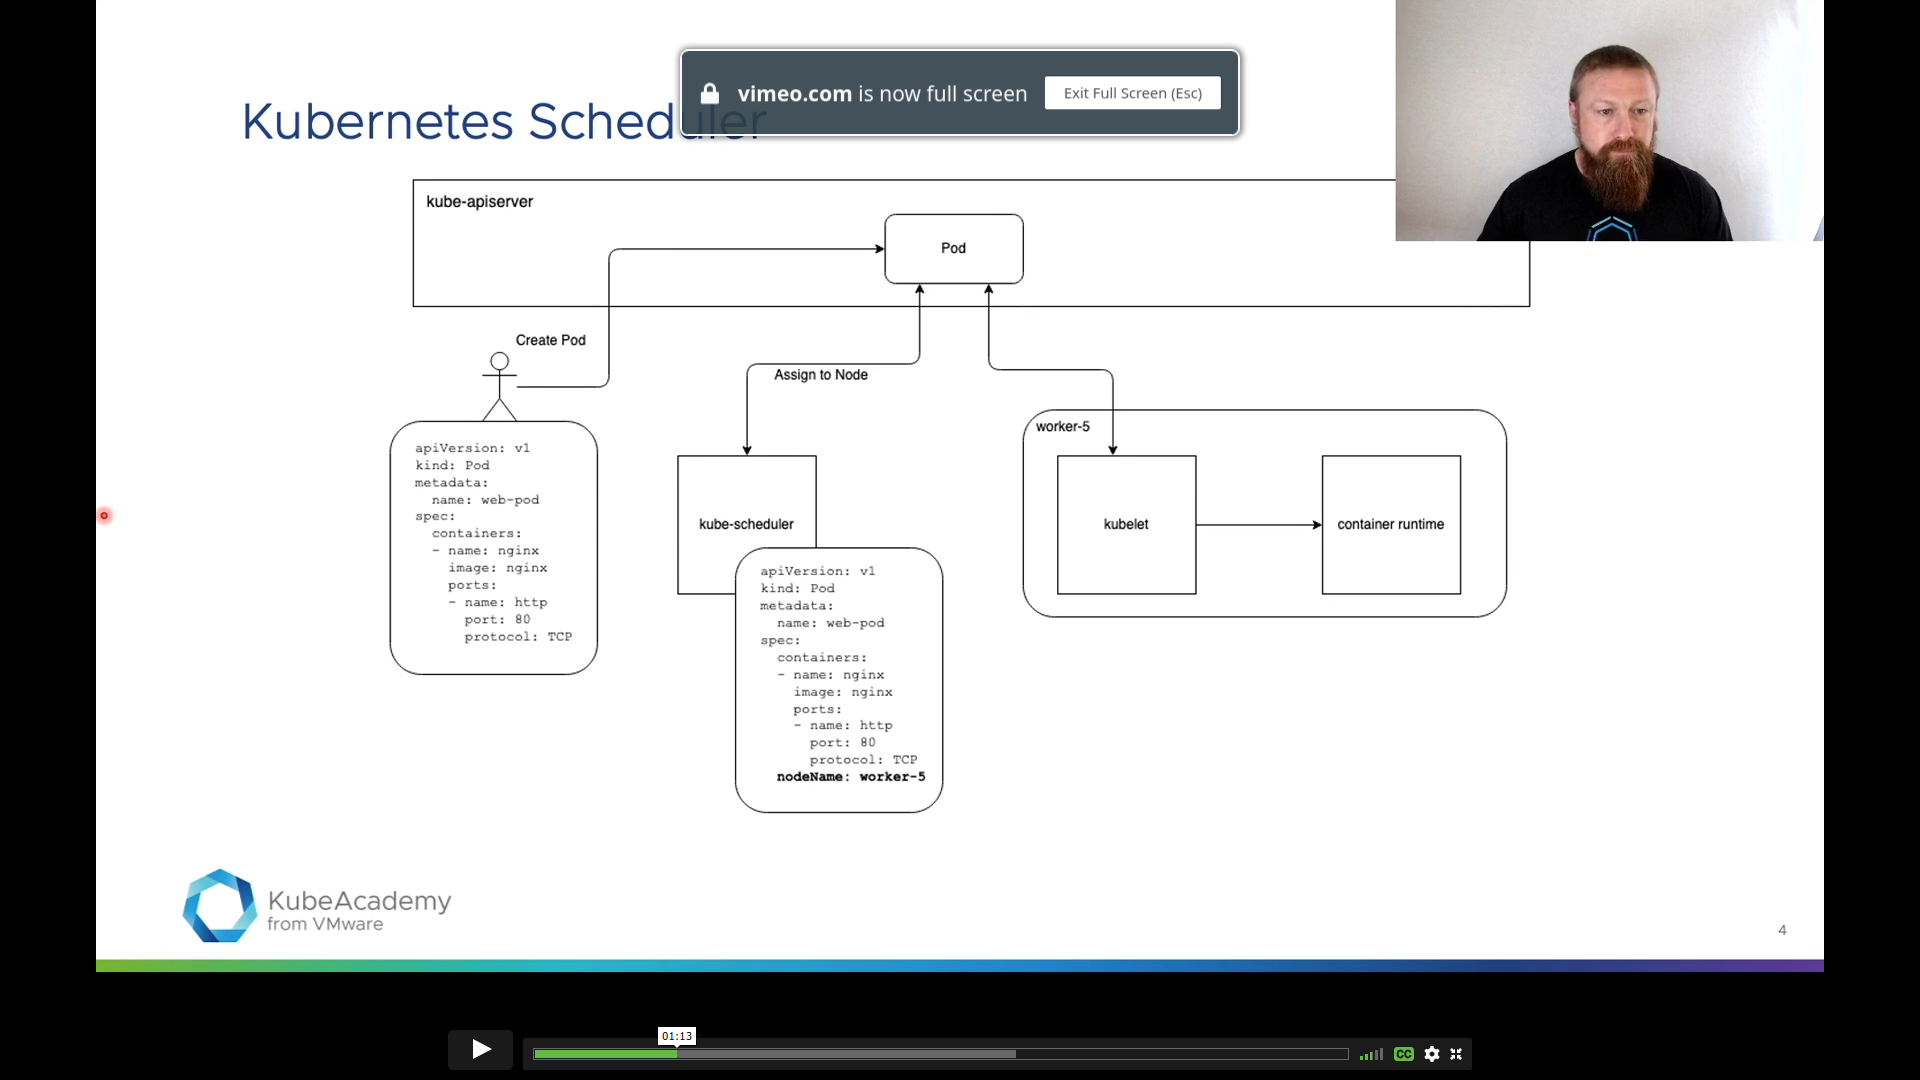 vimeo.com is now full screen
Exit Full Screen (Esc)
Kubernetes Scheduler
kube-apiserver
Pod
Create Pod
Assign to Node
apiVersion: v1
kind: Pod
metadata:
  name: web-pod
spec:
  containers:
  - name: nginx
    image: nginx
    ports:
    - name: http
      port: 80
      protocol: TCP
kube-scheduler
apiVersion: v1
kind: Pod
metadata:
  name: web-pod
spec:
  containers:
  - name: nginx
    image: nginx
    ports:
    - name: http
      port: 80
      protocol: TCP
  nodeName: worker-5
worker-5
kubelet
container runtime
KubeAcademy
from VMware
4
01:13
CC